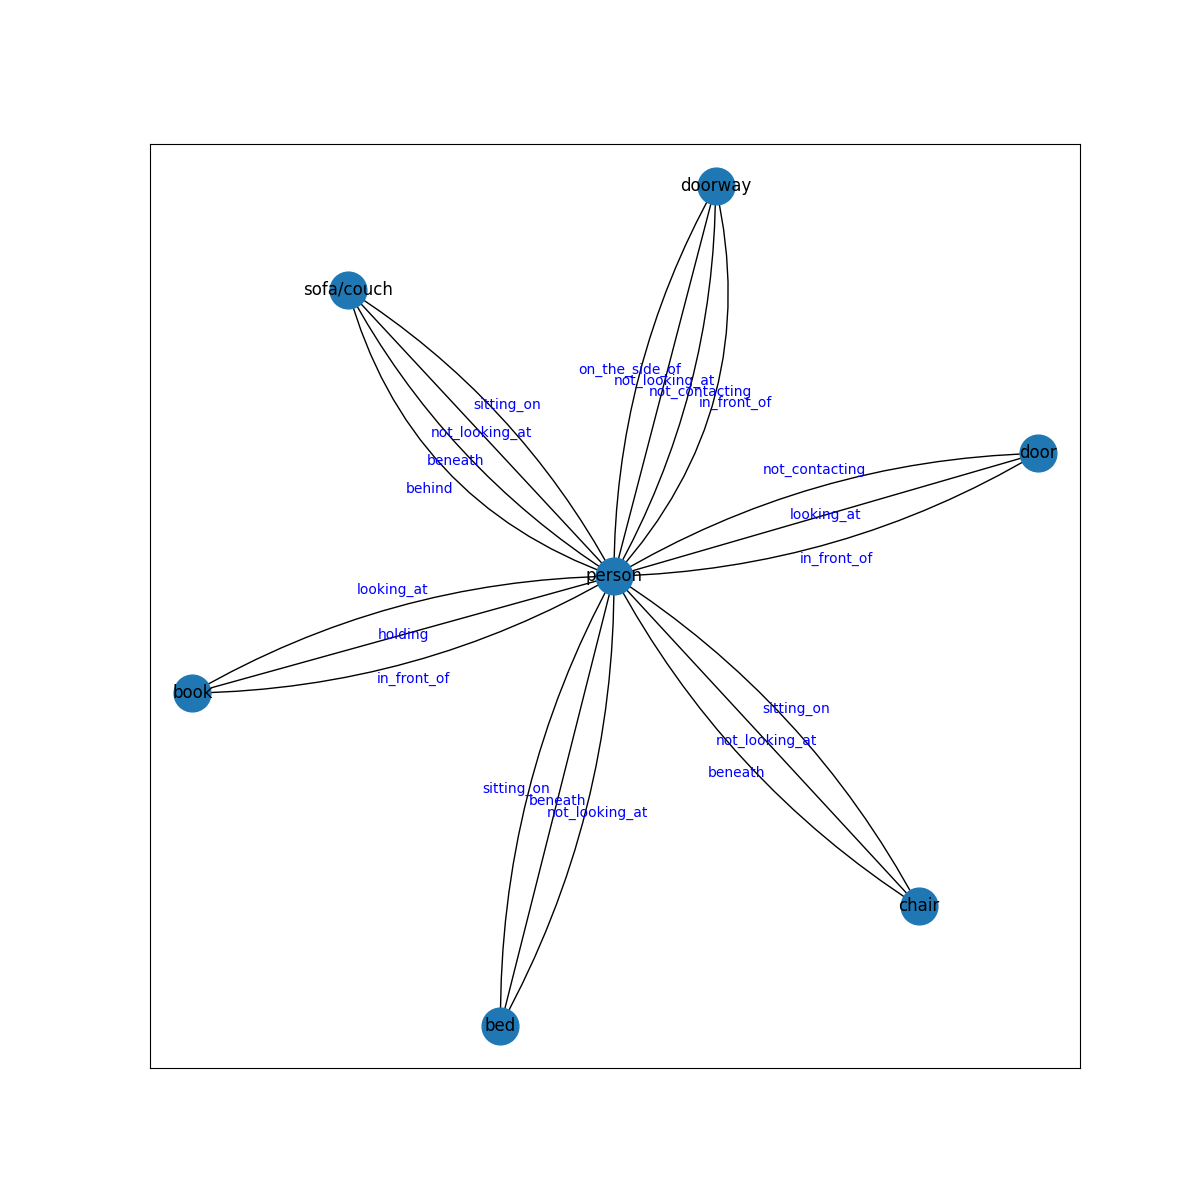 doorway
sofa/couch
on_the_side_of
not_looking_at
not_contacting
in_front_of
sitting_on
not_looking_at
beneath
behind
door
not_contacting
looking_at
in_front_of
person
looking_at
holding
in_front_of
book
sitting_on
not_looking_at
beneath
sitting_on
beneath
not_looking_at
chair
bed